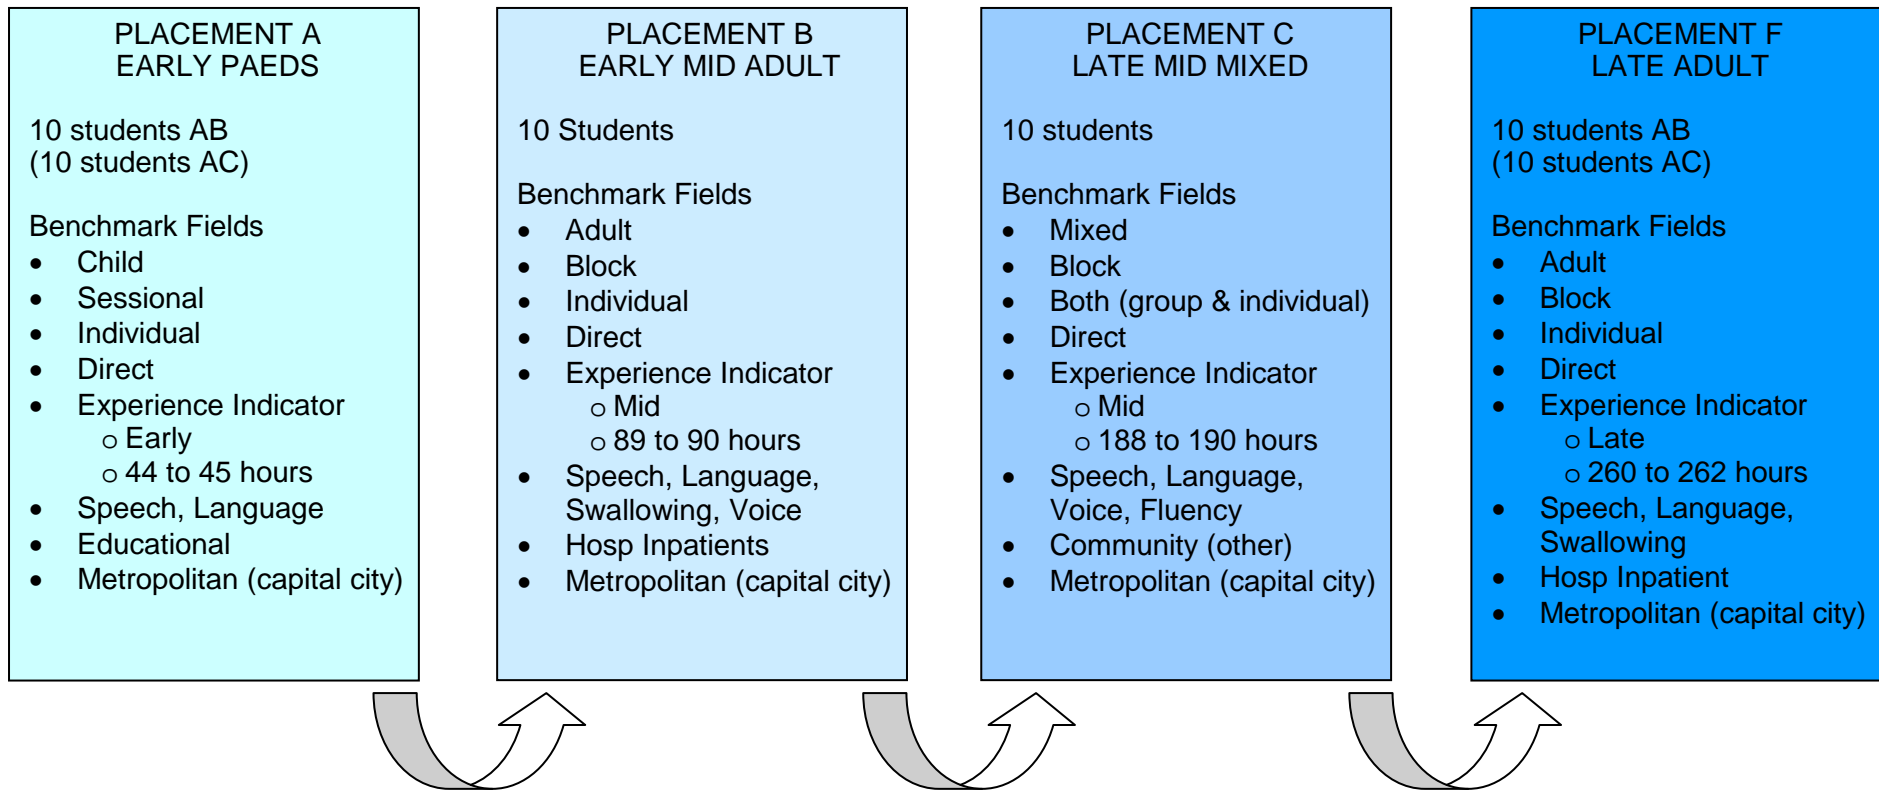 PLACEMENT A
EARLY PAEDS
10 students AB
(10 students AC)
Benchmark Fields
• Child
• Sessional
• Individual
• Direct
• Experience Indicator
o Early
o 44 to 45 hours
• Speech, Language
• Educational
• Metropolitan (capital city)
PLACEMENT B
EARLY MID ADULT
10 Students
Benchmark Fields
• Adult
• Block
• Individual
• Direct
• Experience Indicator
o Mid
o 89 to 90 hours
• Speech, Language,
Swallowing, Voice
• Hosp Inpatients
• Metropolitan (capital city)
PLACEMENT C
LATE MID MIXED
10 students
Benchmark Fields
• Mixed
• Block
• Both (group & individual)
• Direct
• Experience Indicator
o Mid
o 188 to 190 hours
• Speech, Language,
Voice, Fluency
• Community (other)
• Metropolitan (capital city)
PLACEMENT F
LATE ADULT
10 students AB
(10 students AC)
Benchmark Fields
• Adult
• Block
• Individual
• Direct
• Experience Indicator
o Late
o 260 to 262 hours
• Speech, Language,
Swallowing
• Hosp Inpatient
• Metropolitan (capital city)